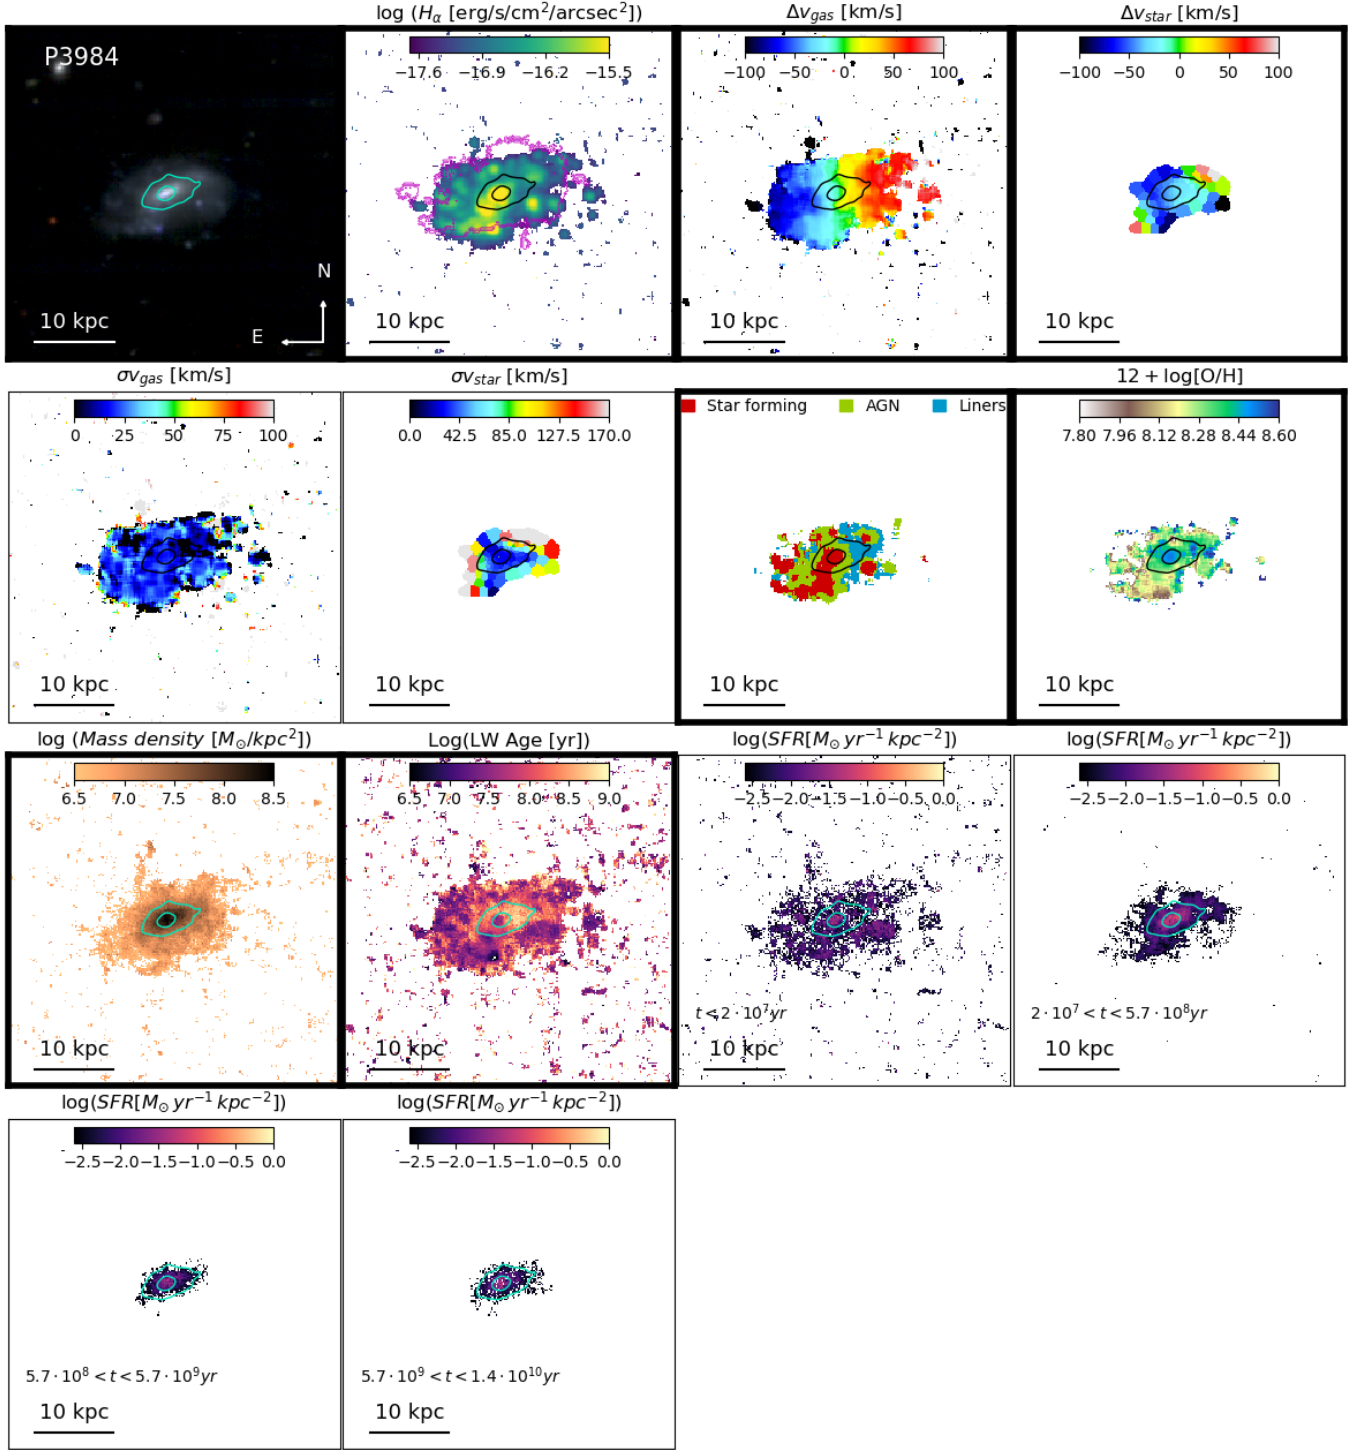 log (Hα [erg/s/cm²/arcsec²])
Δv_gas [km/s]
Δv_star [km/s]
P3984
−17.6 −16.9 −16.2 −15.5
−100 −50 0 50 100
−100 −50 0 50 100
N
E
10 kpc
10 kpc
10 kpc
10 kpc
σv_gas [km/s]
σv_star [km/s]
12 + log[O/H]
0 25 50 75 100
0.0 42.5 85.0 127.5 170.0
Star forming AGN Liners
7.80 7.96 8.12 8.28 8.44 8.60
10 kpc
10 kpc
10 kpc
10 kpc
log (Mass density [M⊙/kpc²])
Log(LW Age [yr])
log(SFR[M⊙ yr⁻¹ kpc⁻²])
log(SFR[M⊙ yr⁻¹ kpc⁻²])
6.5 7.0 7.5 8.0 8.5
6.5 7.0 7.5 8.0 8.5 9.0
−2.5 −2.0 −1.5 −1.0 −0.5 0.0
−2.5 −2.0 −1.5 −1.0 −0.5 0.0
t < 2 · 10⁷yr
2 · 10⁷ < t < 5.7 · 10⁸yr
10 kpc
10 kpc
10 kpc
10 kpc
log(SFR[M⊙ yr⁻¹ kpc⁻²])
log(SFR[M⊙ yr⁻¹ kpc⁻²])
−2.5 −2.0 −1.5 −1.0 −0.5 0.0
−2.5 −2.0 −1.5 −1.0 −0.5 0.0
5.7 · 10⁸ < t < 5.7 · 10⁹yr
5.7 · 10⁹ < t < 1.4 · 10¹⁰yr
10 kpc
10 kpc